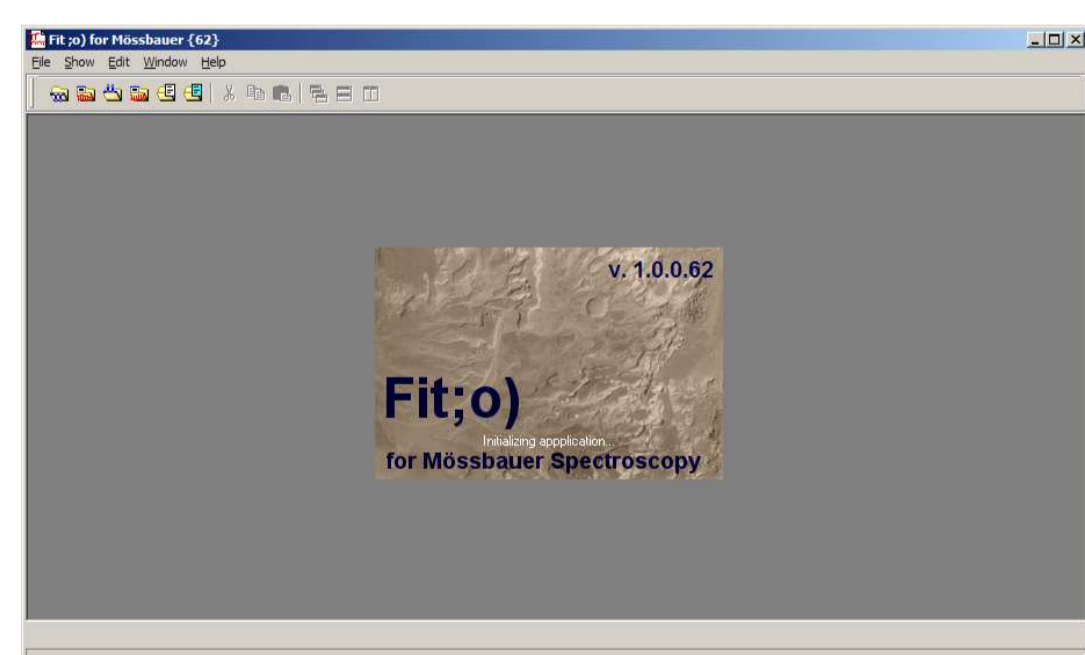 Fit ;o) for Mössbauer {62}
File Show Edit Window Help
v. 1.0.0.62
Fit;o)
Initializing appplication...
for Mössbauer Spectroscopy